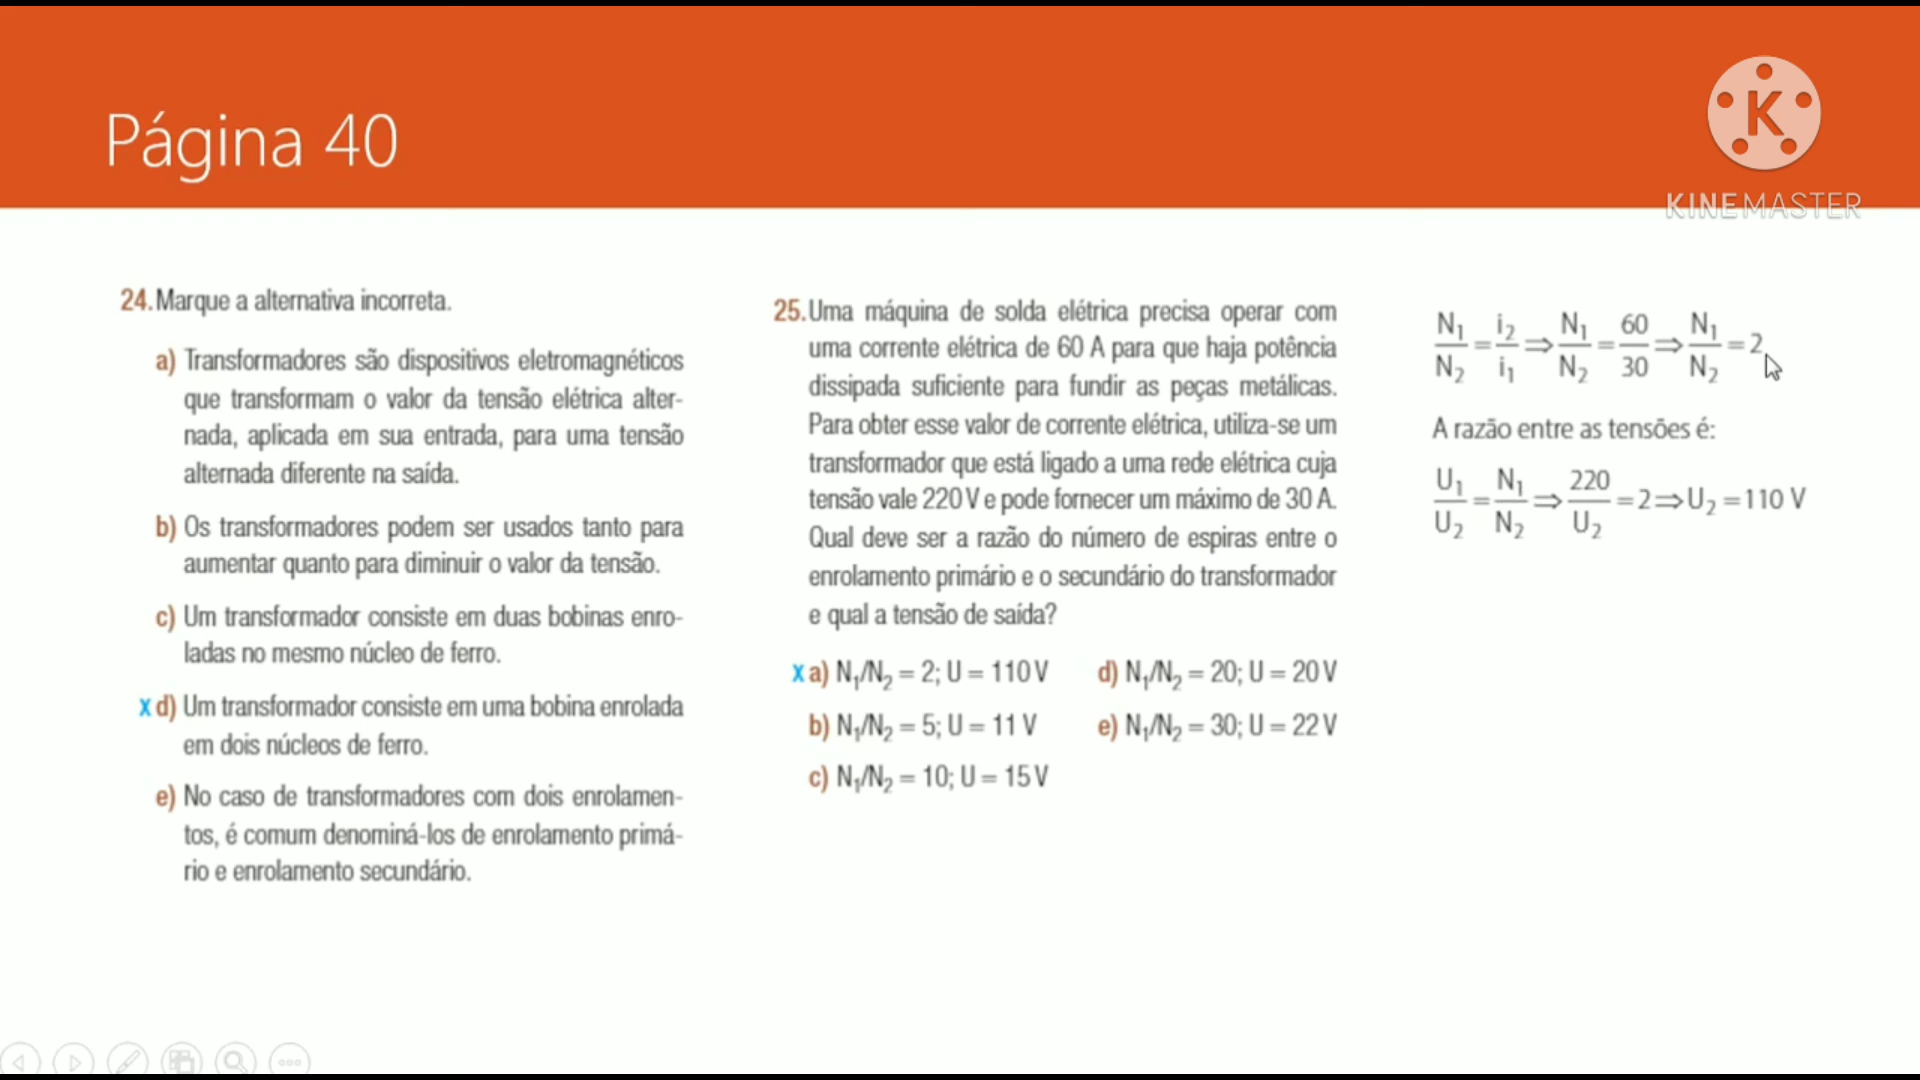 Página 40
K
KINEMASTER
24. Marque a alternativa incorreta.
a) Transformadores são dispositivos eletromagnéticos
que transformam o valor da tensão elétrica alter-
nada, aplicada em sua entrada, para uma tensão
alternada diferente na saída.
b) Os transformadores podem ser usados tanto para
aumentar quanto para diminuir o valor da tensão.
c) Um transformador consiste em duas bobinas enro-
ladas no mesmo núcleo de ferro.
x d) Um transformador consiste em uma bobina enrolada
em dois núcleos de ferro.
e) No caso de transformadores com dois enrolamen-
tos, é comum denominá-los de enrolamento primá-
rio e enrolamento secundário.
25. Uma máquina de solda elétrica precisa operar com
uma corrente elétrica de 60 A para que haja potência
dissipada suficiente para fundir as peças metálicas.
Para obter esse valor de corrente elétrica, utiliza-se um
transformador que está ligado a uma rede elétrica cuja
tensão vale 220 V e pode fornecer um máximo de 30 A.
Qual deve ser a razão do número de espiras entre o
enrolamento primário e o secundário do transformador
e qual a tensão de saída?
x a) N₁/N₂ = 2; U = 110 V
b) N₁/N₂ = 5; U = 11 V
c) N₁/N₂ = 10; U = 15 V
d) N₁/N₂ = 20; U = 20 V
e) N₁/N₂ = 30; U = 22 V
N₁/N₂ = i₂/i₁ ⇒ N₁/N₂ = 60/30 ⇒ N₁/N₂ = 2
A razão entre as tensões é:
U₁/U₂ = N₁/N₂ ⇒ 220/U₂ = 2 ⇒ U₂ = 110 V